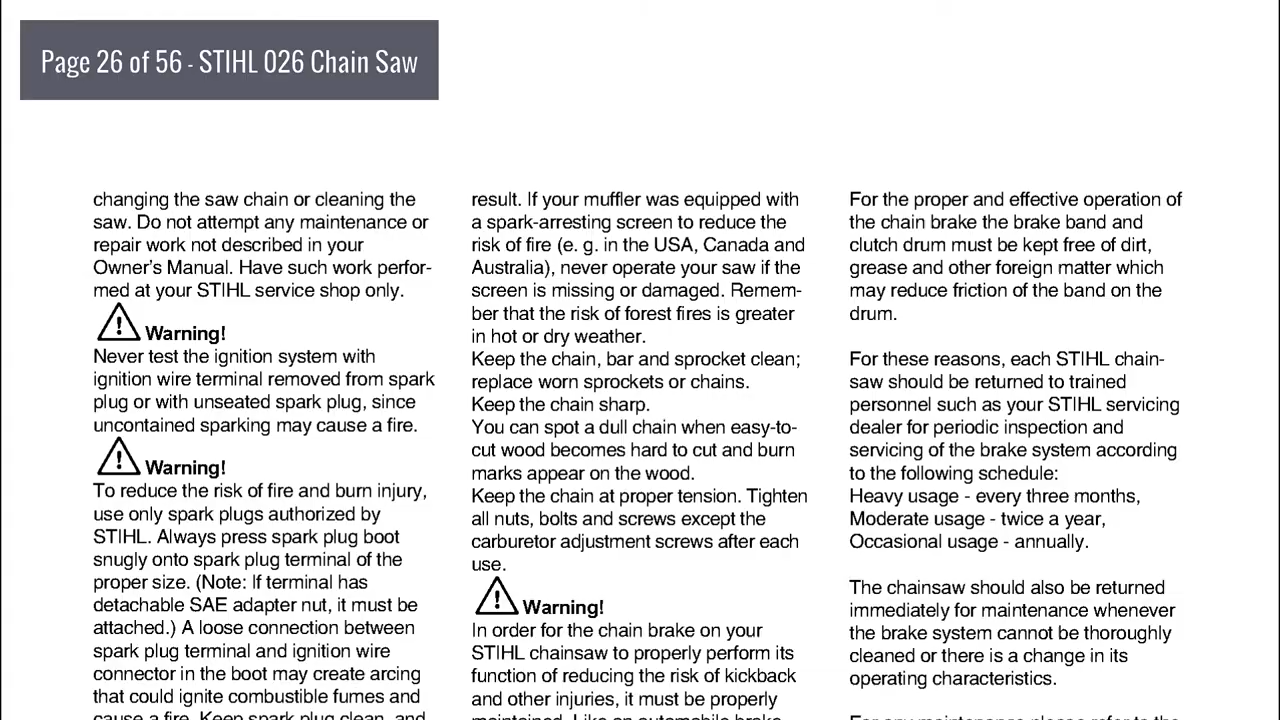 Page 26 of 56 - STIHL 026 Chain Saw
changing the saw chain or cleaning the
saw. Do not attempt any maintenance or
repair work not described in your
Owner's Manual. Have such work perfor-
med at your STIHL service shop only.
Warning!
Never test the ignition system with
ignition wire terminal removed from spark
plug or with unseated spark plug, since
uncontained sparking may cause a fire.
Warning!
To reduce the risk of fire and burn injury,
use only spark plugs authorized by
STIHL. Always press spark plug boot
snugly onto spark plug terminal of the
proper size. (Note: If terminal has
detachable SAE adapter nut, it must be
attached.) A loose connection between
spark plug terminal and ignition wire
connector in the boot may create arcing
that could ignite combustible fumes and
cause a fire. Keep spark plug clean, and
result. If your muffler was equipped with
a spark-arresting screen to reduce the
risk of fire (e. g. in the USA, Canada and
Australia), never operate your saw if the
screen is missing or damaged. Remem-
ber that the risk of forest fires is greater
in hot or dry weather.
Keep the chain, bar and sprocket clean;
replace worn sprockets or chains.
Keep the chain sharp.
You can spot a dull chain when easy-to-
cut wood becomes hard to cut and burn
marks appear on the wood.
Keep the chain at proper tension. Tighten
all nuts, bolts and screws except the
carburetor adjustment screws after each
use.
Warning!
In order for the chain brake on your
STIHL chainsaw to properly perform its
function of reducing the risk of kickback
and other injuries, it must be properly
maintained. Like an automobile brake,
For the proper and effective operation of
the chain brake the brake band and
clutch drum must be kept free of dirt,
grease and other foreign matter which
may reduce friction of the band on the
drum.
For these reasons, each STIHL chain-
saw should be returned to trained
personnel such as your STIHL servicing
dealer for periodic inspection and
servicing of the brake system according
to the following schedule:
Heavy usage - every three months,
Moderate usage - twice a year,
Occasional usage - annually.
The chainsaw should also be returned
immediately for maintenance whenever
the brake system cannot be thoroughly
cleaned or there is a change in its
operating characteristics.
For any maintenance please refer to the